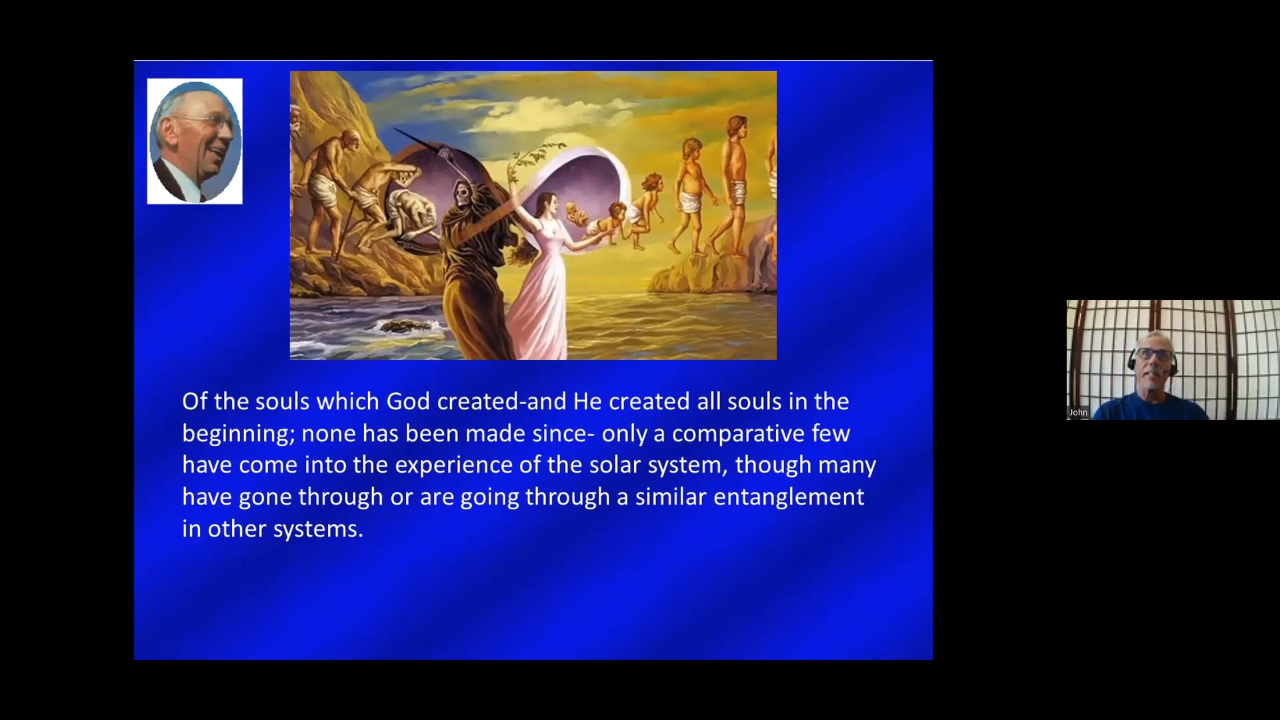 Of the souls which God created-and He created all souls in the
beginning; none has been made since- only a comparative few
have come into the experience of the solar system, though many
have gone through or are going through a similar entanglement
in other systems.
John